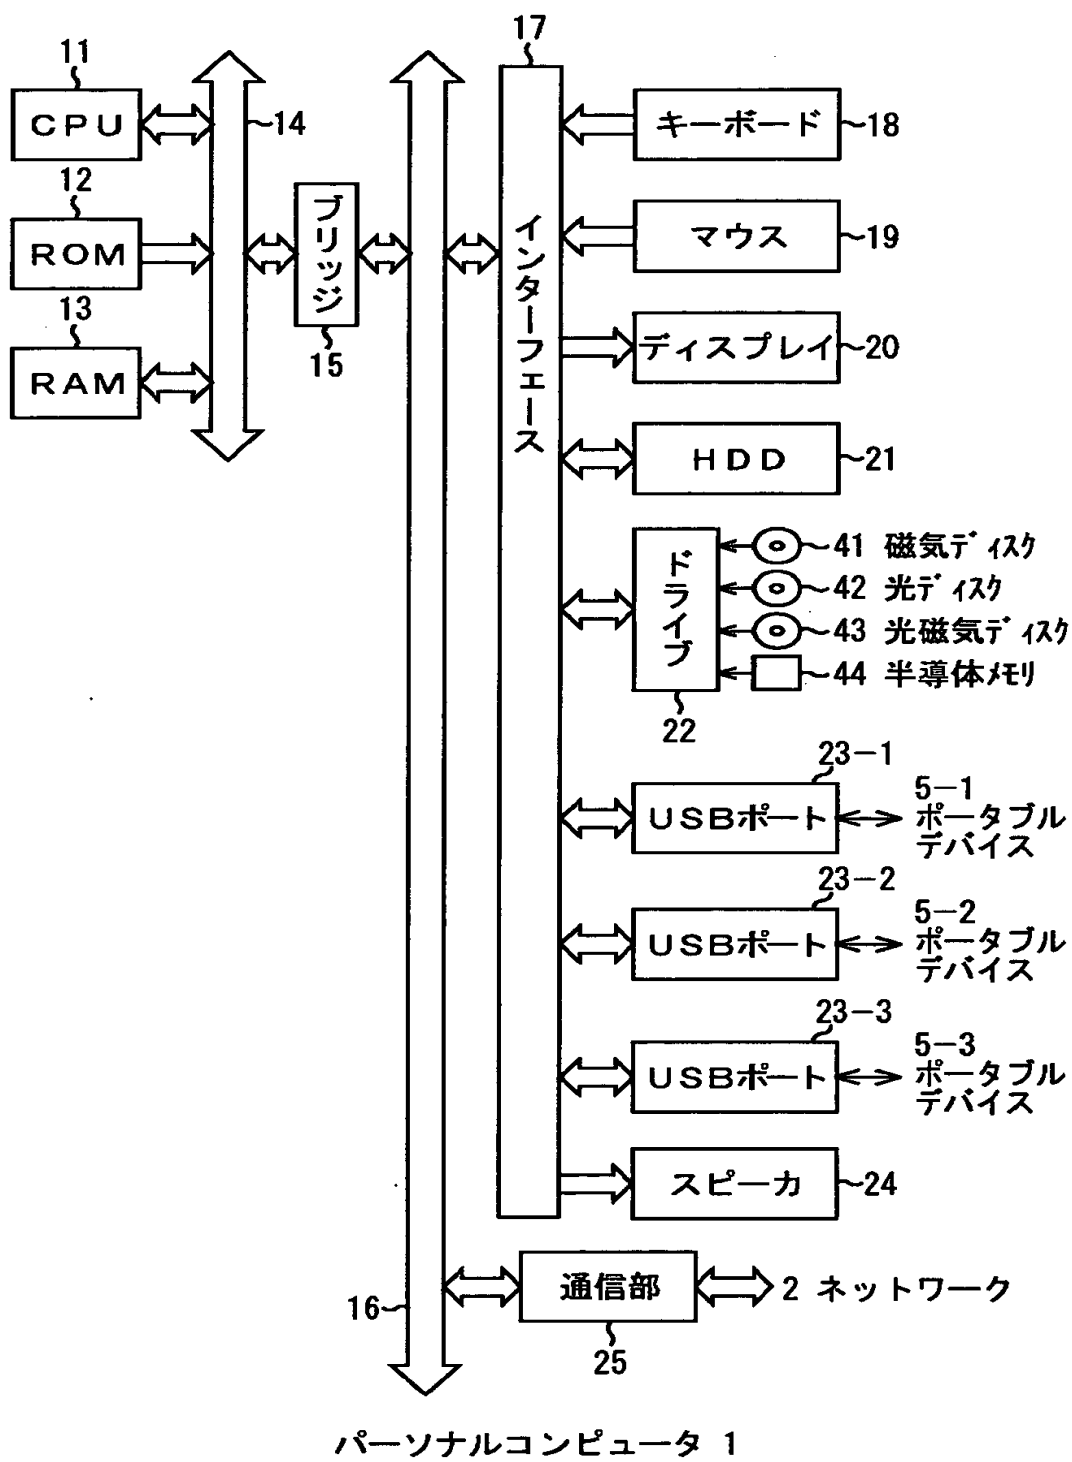 11
CPU
12
ROM
13
RAM
14
ブリッジ
15
16
17
インターフェース
キーボード
18
マウス
19
ディスプレイ
20
HDD
21
ドライブ
22
41 磁気ディスク
42 光ディスク
43 光磁気ディスク
44 半導体メモリ
23-1
USBポート
5-1
ポータブル
デバイス
23-2
USBポート
5-2
ポータブル
デバイス
23-3
USBポート
5-3
ポータブル
デバイス
スピーカ
24
通信部
25
2 ネットワーク
パーソナルコンピュータ 1